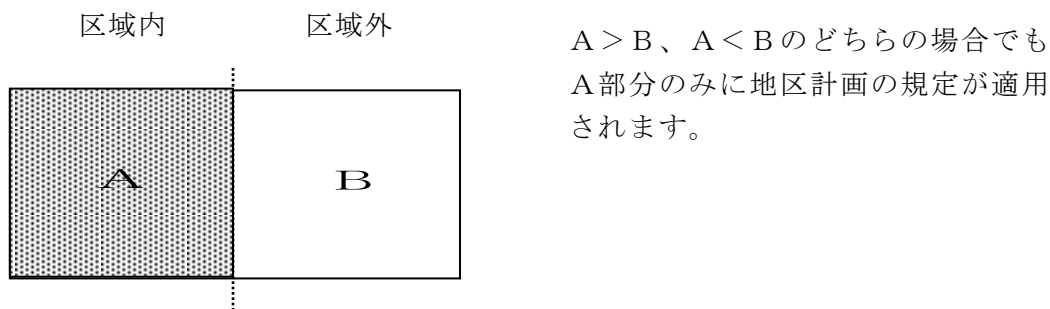 区域内
区域外
A＞B、A＜Bのどちらの場合でも
A部分のみに地区計画の規定が適用
されます。
A
B